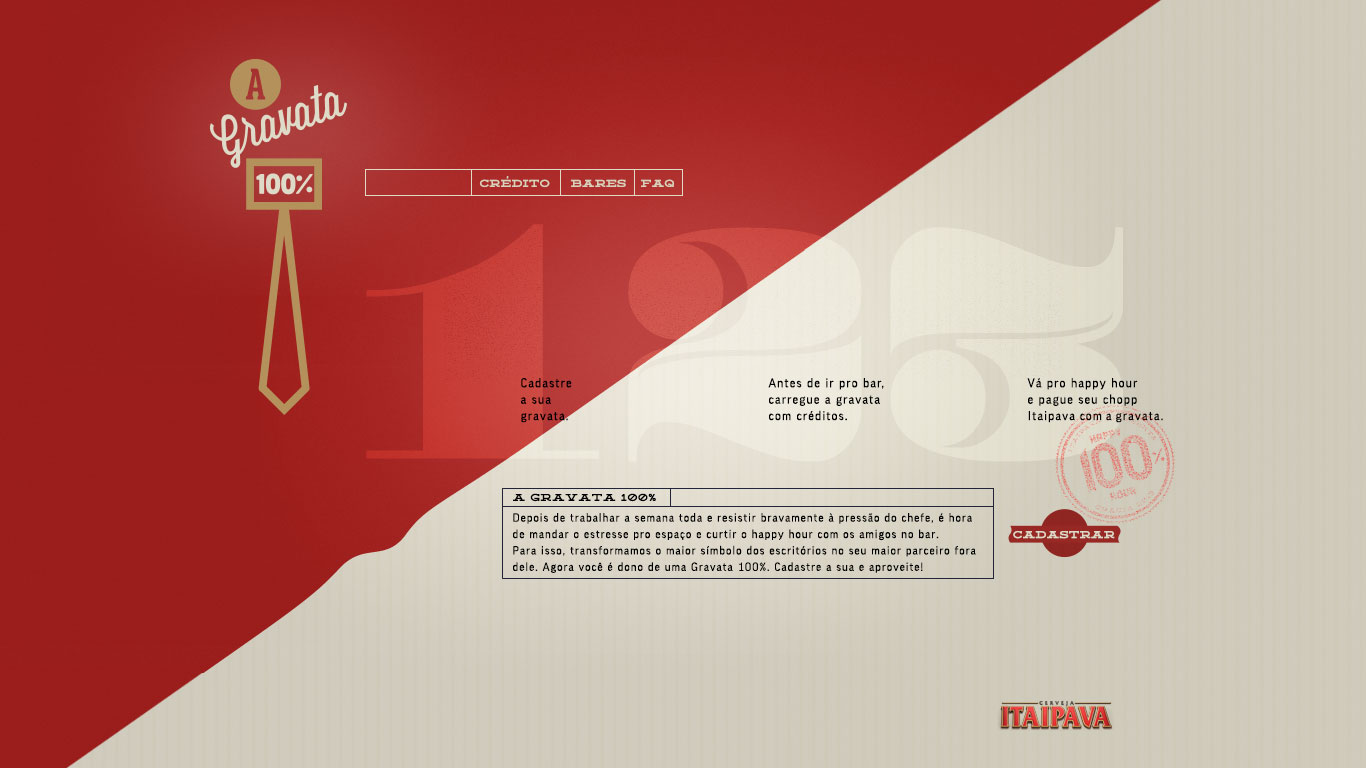 A
Gravata
100%
CRÉDITO
BARES
FAQ
123
Cadastre
a sua
gravata.
Antes de ir pro bar,
carregue a gravata
com créditos.
Vá pro happy hour
e pague seu chopp
Itaipava com a gravata.
HAPPY
100%
HOUR
A GRAVATA 100%
Depois de trabalhar a semana toda e resistir bravamente à pressão do chefe, é hora
de mandar o estresse pro espaço e curtir o happy hour com os amigos no bar.
Para isso, transformamos o maior símbolo dos escritórios no seu maior parceiro fora
dele. Agora você é dono de uma Gravata 100%. Cadastre a sua e aproveite!
CADASTRAR
CERVEJA
ITAIPAVA